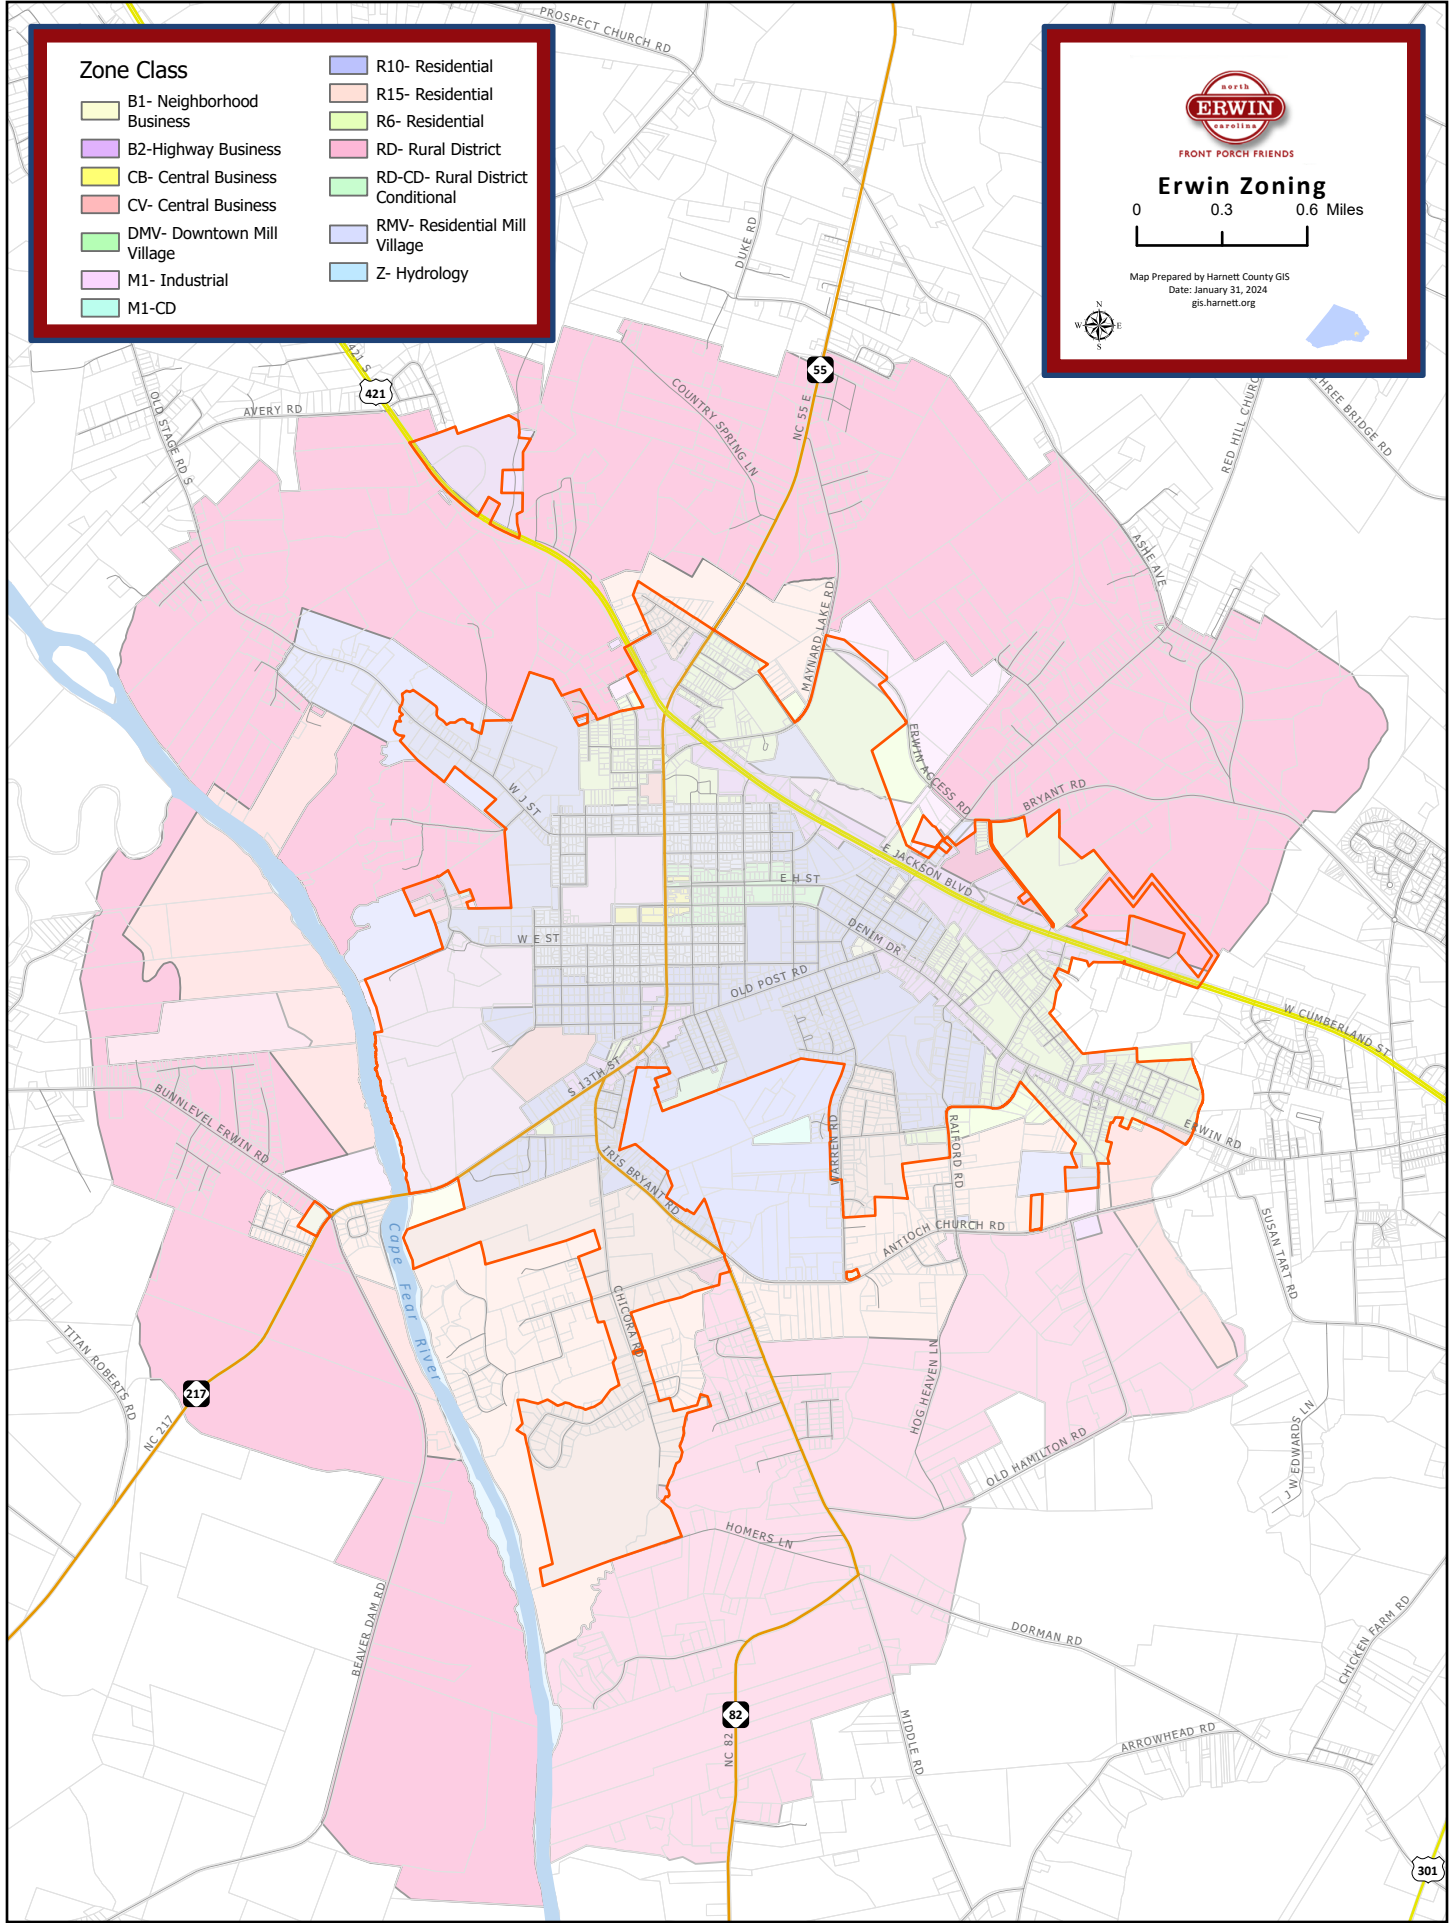 Zone Class
B1- Neighborhood
Business
B2-Highway Business
CB- Central Business
CV- Central Business
DMV- Downtown Mill
Village
M1- Industrial
M1-CD
R10- Residential
R15- Residential
R6- Residential
RD- Rural District
RD-CD- Rural District
Conditional
RMV- Residential Mill
Village
Z- Hydrology
north
ERWIN
carolina
FRONT PORCH FRIENDS
Erwin Zoning
0 0.3 0.6 Miles
Map Prepared by Harnett County GIS
Date: January 31, 2024
gis.harnett.org
N
W E
S
PROSPECT CHURCH RD
DUKE RD
421 S
421
AVERY RD
OLD STAGE RD S
COUNTRY SPRING LN
55
NC 55 E
RED HILL CHURC
THREE BRIDGE RD
ASHE AVE
MAYNARD LAKE RD
ERWIN ACCESS RD
BRYANT RD
W J ST
E JACKSON BLVD
E H ST
W E ST
DENIM DR
OLD POST RD
W CUMBERLAND ST
S 13TH ST
BUNNLEVEL ERWIN RD
IRIS BRYANT RD
WARREN RD
RAIFORD RD
ERWIN RD
ANTIOCH CHURCH RD
SUSAN TART RD
Cape Fear River
CHICORA RD
TITAN ROBERTS RD
217
NC 217
HOG HEAVEN LN
OLD HAMILTON RD
J W EDWARDS LN
HOMERS LN
BEAVER DAM RD
DORMAN RD
CHICKEN FARM RD
82
NC 82
MIDDLE RD
ARROWHEAD RD
301